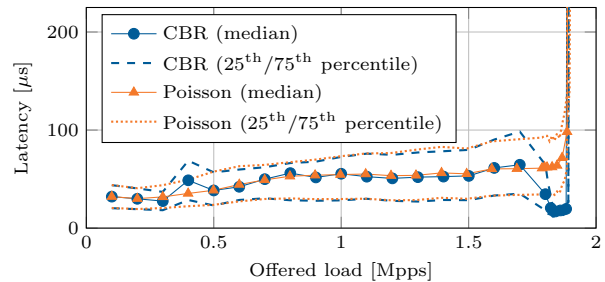 200
100
0
Latency [μs]
CBR (median)
CBR (25th/75th percentile)
Poisson (median)
Poisson (25th/75th percentile)
0 0.5 1 1.5 2
Offered load [Mpps]